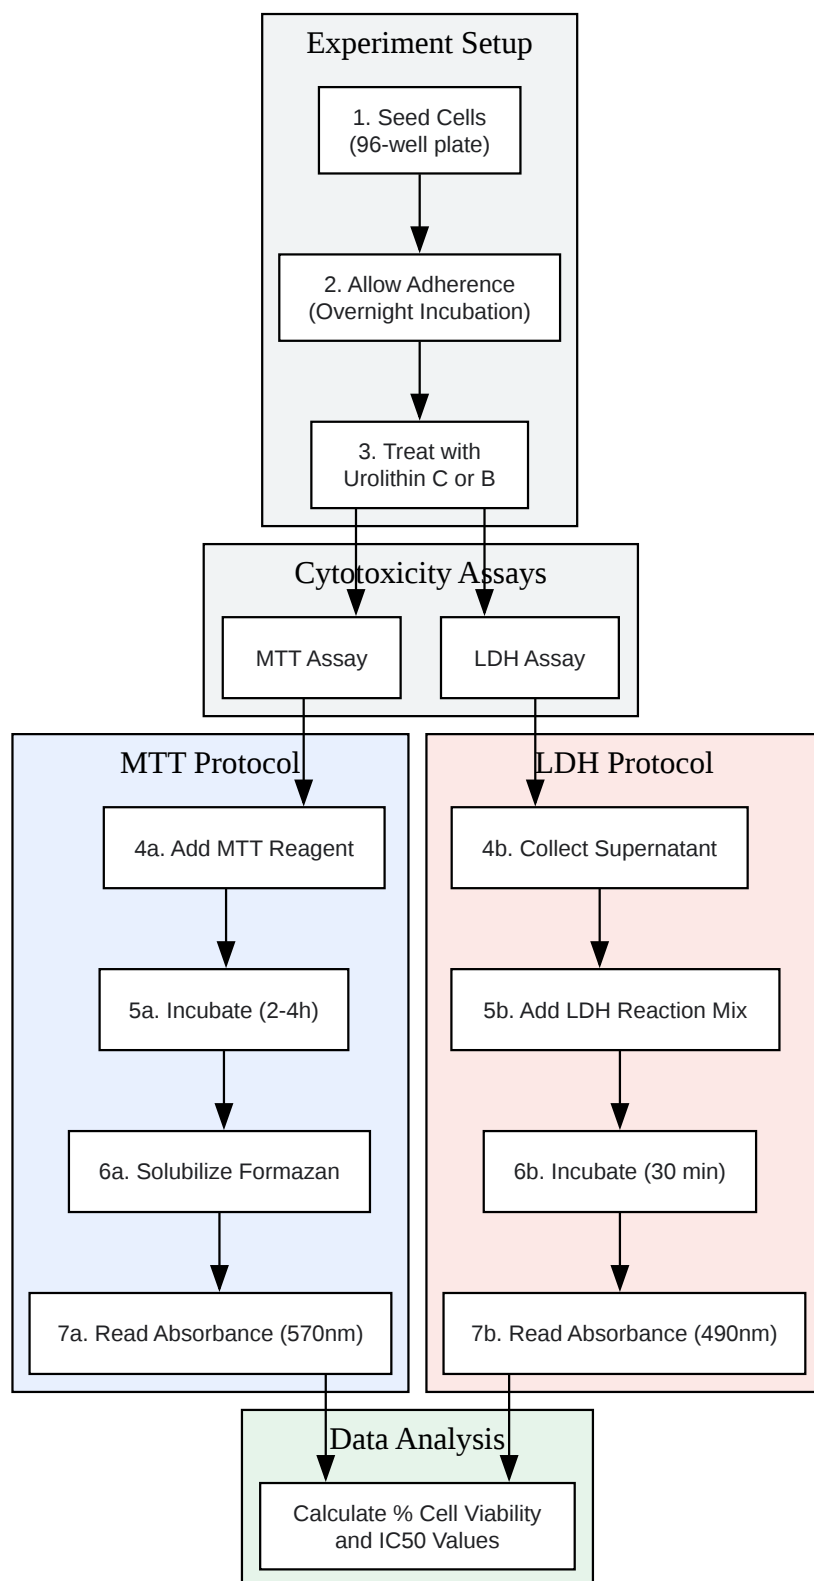 Experiment Setup
1. Seed Cells
(96-well plate)
2. Allow Adherence
(Overnight Incubation)
3. Treat with
Urolithin C or B
Cytotoxicity Assays
MTT Assay
LDH Assay
MTT Protocol
4a. Add MTT Reagent
5a. Incubate (2-4h)
6a. Solubilize Formazan
7a. Read Absorbance (570nm)
LDH Protocol
4b. Collect Supernatant
5b. Add LDH Reaction Mix
6b. Incubate (30 min)
7b. Read Absorbance (490nm)
Data Analysis
Calculate % Cell Viability
and IC50 Values